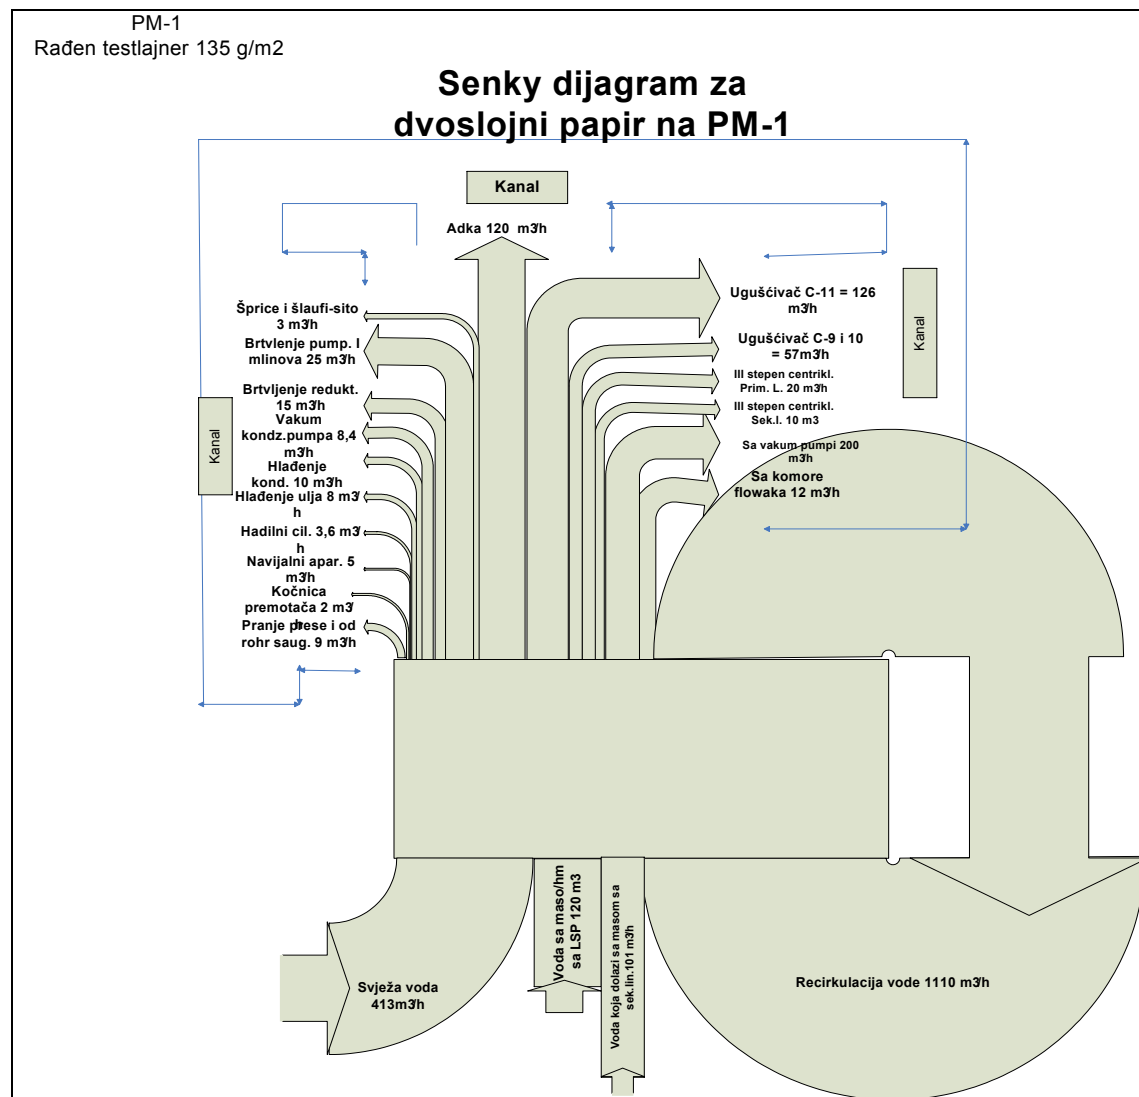 PM-1
Rađen testlajner 135 g/m2
Senky dijagram za
dvoslojni papir na PM-1
Kanal
Adka 120 m3/h
Šprice i šlaufi-sito
3 m3/h
Brtvlenje pump. I
mlinova 25 m3/h
Brtvljenje redukt.
15 m3/h
Vakum
kondz.pumpa 8,4
m3/h
Hlađenje
kond. 10 m3/h
Hlađenje ulja 8 m3/
h
Hadilni cil. 3,6 m3/
h
Navijalni apar. 5
m3/h
Kočnica
premotača 2 m3/
h
Pranje prese i od
rohr saug. 9 m3/h
Kanal
Ugušćivač C-11 = 126
m3/h
Ugušćivač C-9 i 10
= 57m3/h
III stepen centrikl.
Prim. L. 20 m3/h
III stepen centrikl.
Sek.l. 10 m3
Sa vakum pumpi 200
m3/h
Sa komore
flowaka 12 m3/h
Kanal
Svježa voda
413m3/h
Voda sa maso/hm
sa LSP 120 m3
Voda koja dolazi sa masom sa
sek.lin.101 m3/h
Recirkulacija vode 1110 m3/h